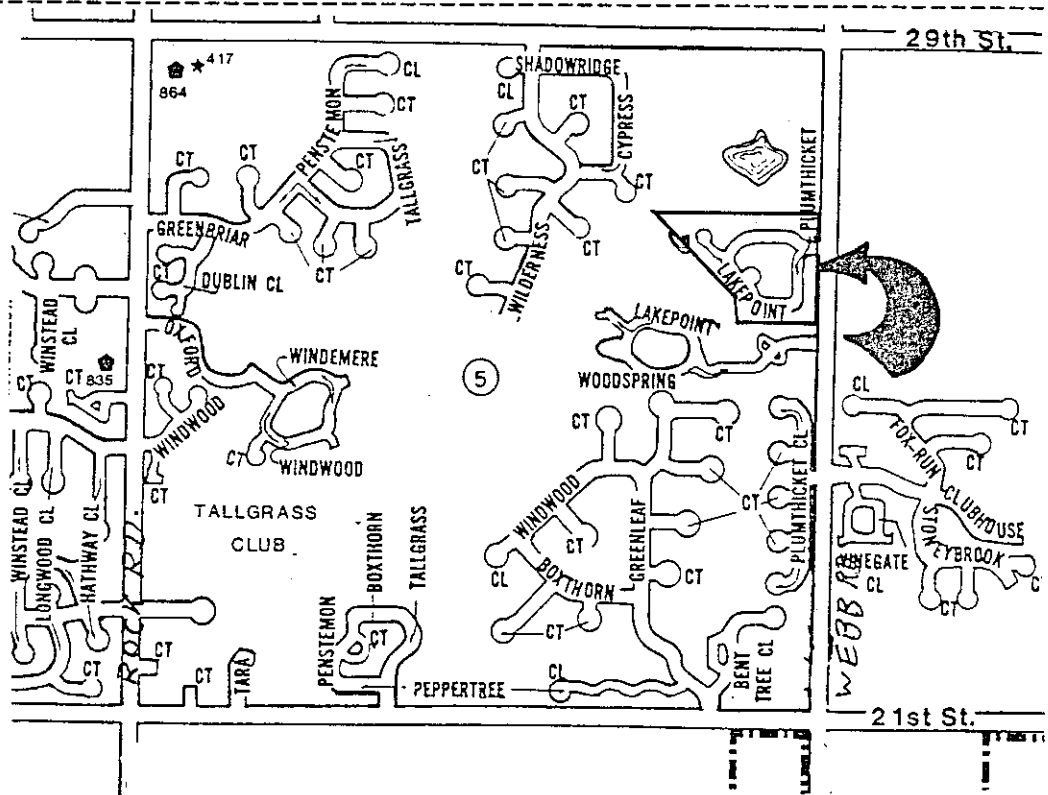 29th St.
417
864
SHADOWRIDGE
CL
CL
CT
CT
CYPRESS
PENSTEMON
CT
CT
CT
CT
CT
TALLGRASS
PLUMTHICKET
GREENBRIAR
CT
CT
WILDERNESS
CT
CT
DUBLIN CL
LAKEPOINT
WINSTEAD
CL
OXFORD
LAKEPOINT
WINDEMERE
5
WOODSPRING
CT
835
CT
CT
WINDWOOD
CT
WINDWOOD
CL
CT
FOX-RUN
CT
CT
CT
CT
WINDWOOD
GREENLEAF
CT
PLUMTHICKET CL
CLUBHOUSE
STON
EYBROOK
CL
CT
TALLGRASS
CLUB
BOXTHORN
TALLGRASS
CT
CL
BOXTHORN
CT
CT
WINSTEAD CL
LONGWOOD CL
HATHWAY CL
ROCK RD.
CT
CT
CT
TARA
PENSTEMON
CT
PEPPERTREE
CL
BENT
TREE CL
WEBB RD
21st St.